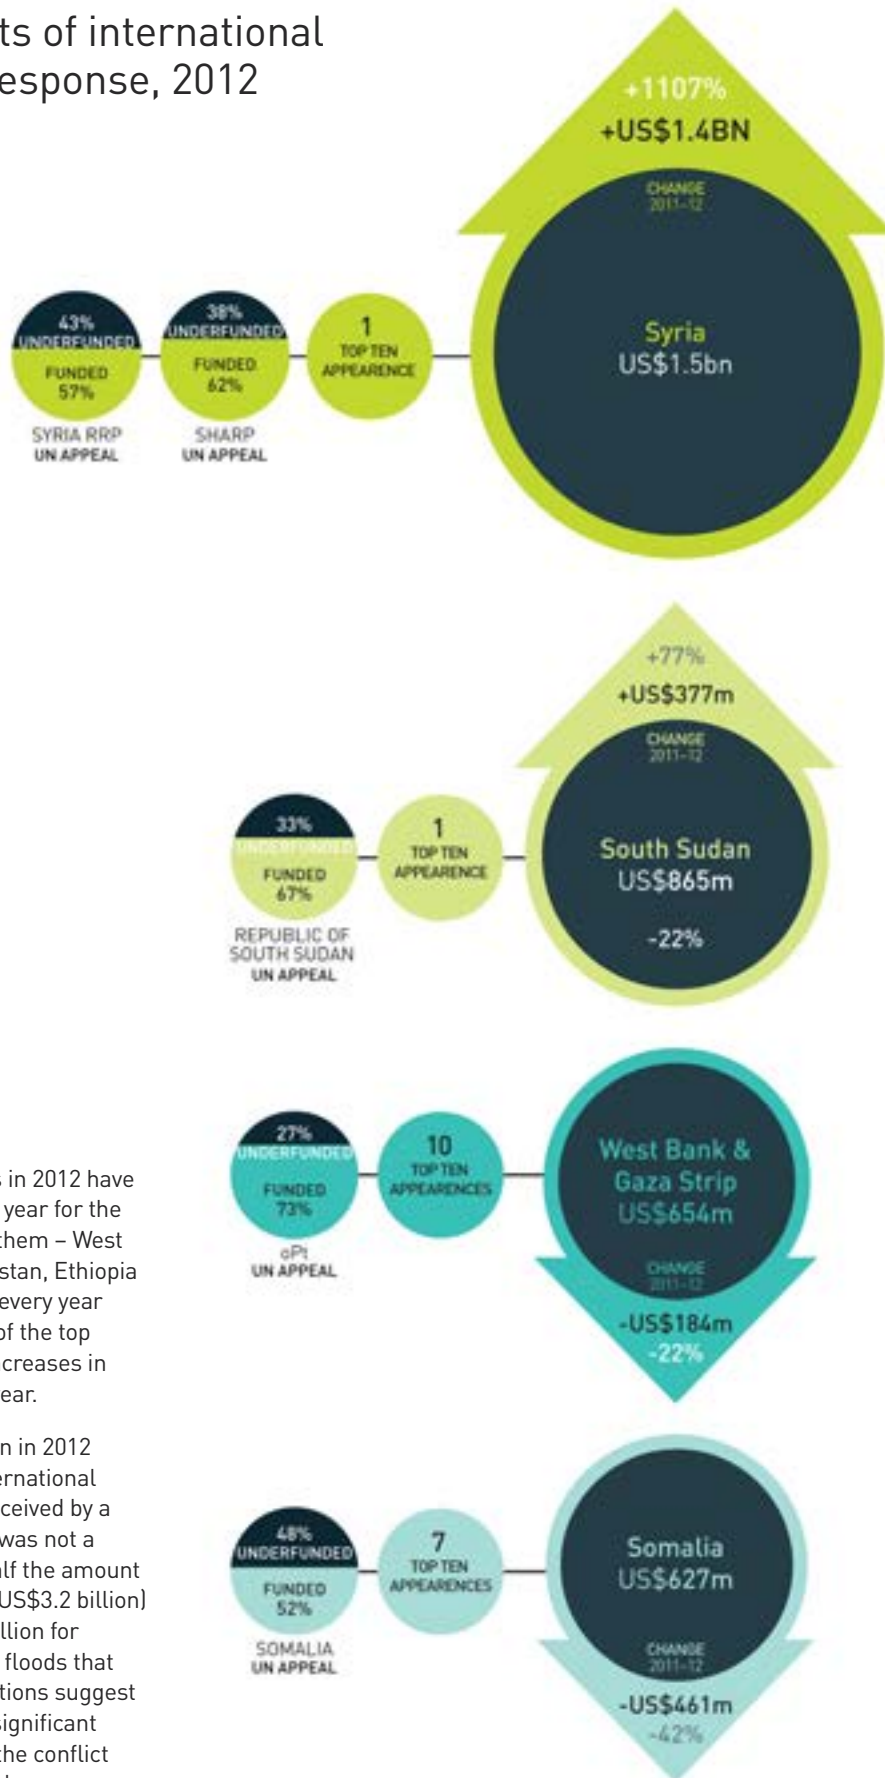 ts of international
esponse, 2012
+1107%
+US$1.4BN
CHANGE
2011–12
Syria
US$1.5bn
43%
UNDERFUNDED
FUNDED
57%
SYRIA RRP
UN APPEAL
38%
UNDERFUNDED
FUNDED
62%
SHARP
UN APPEAL
1
TOP TEN
APPEARENCE
+77%
+US$377m
CHANGE
2011–12
South Sudan
US$865m
-22%
33%
UNDERFUNDED
FUNDED
67%
REPUBLIC OF
SOUTH SUDAN
UN APPEAL
1
TOP TEN
APPEARENCE
27%
UNDERFUNDED
FUNDED
73%
oPt
UN APPEAL
10
TOP TEN
APPEARENCES
West Bank &
Gaza Strip
US$654m
CHANGE
2011–12
-US$184m
-22%
48%
UNDERFUNDED
FUNDED
52%
SOMALIA
UN APPEAL
7
TOP TEN
APPEARENCES
Somalia
US$627m
CHANGE
2011–12
-US$461m
-42%
s in 2012 have
year for the
them – West
stan, Ethiopia
every year
of the top
ncreases in
ear.
n in 2012
ernational
ceived by a
was not a
alf the amount
US$3.2 billion)
llion for
floods that
tions suggest
significant
the conflict